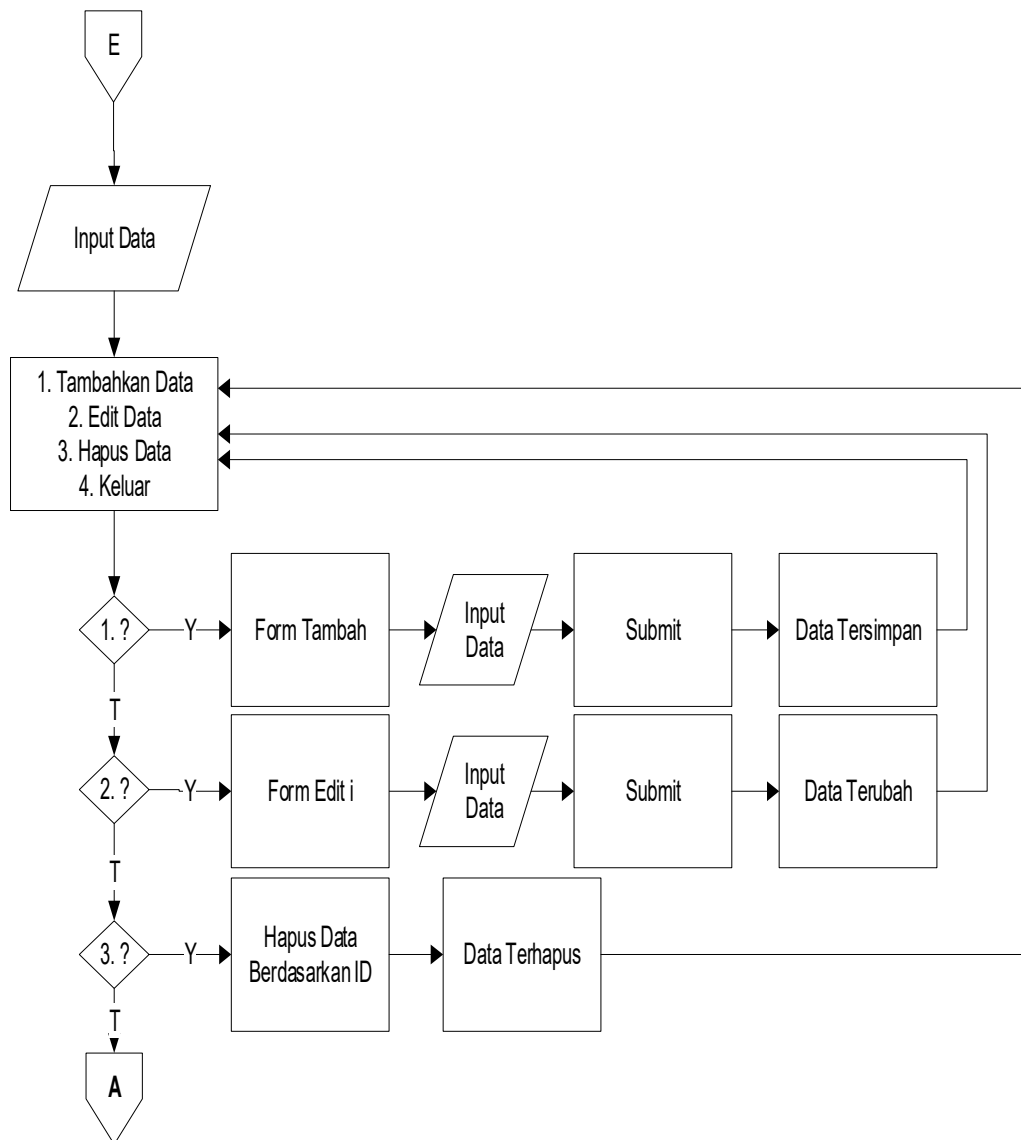 E
Input Data
1. Tambahkan Data
2. Edit Data
3. Hapus Data
4. Keluar
1. ?
Y
Form Tambah
Input
Data
Submit
Data Tersimpan
T
2. ?
Y
Form Edit i
Input
Data
Submit
Data Terubah
T
3. ?
Y
Hapus Data
Berdasarkan ID
Data Terhapus
T
A